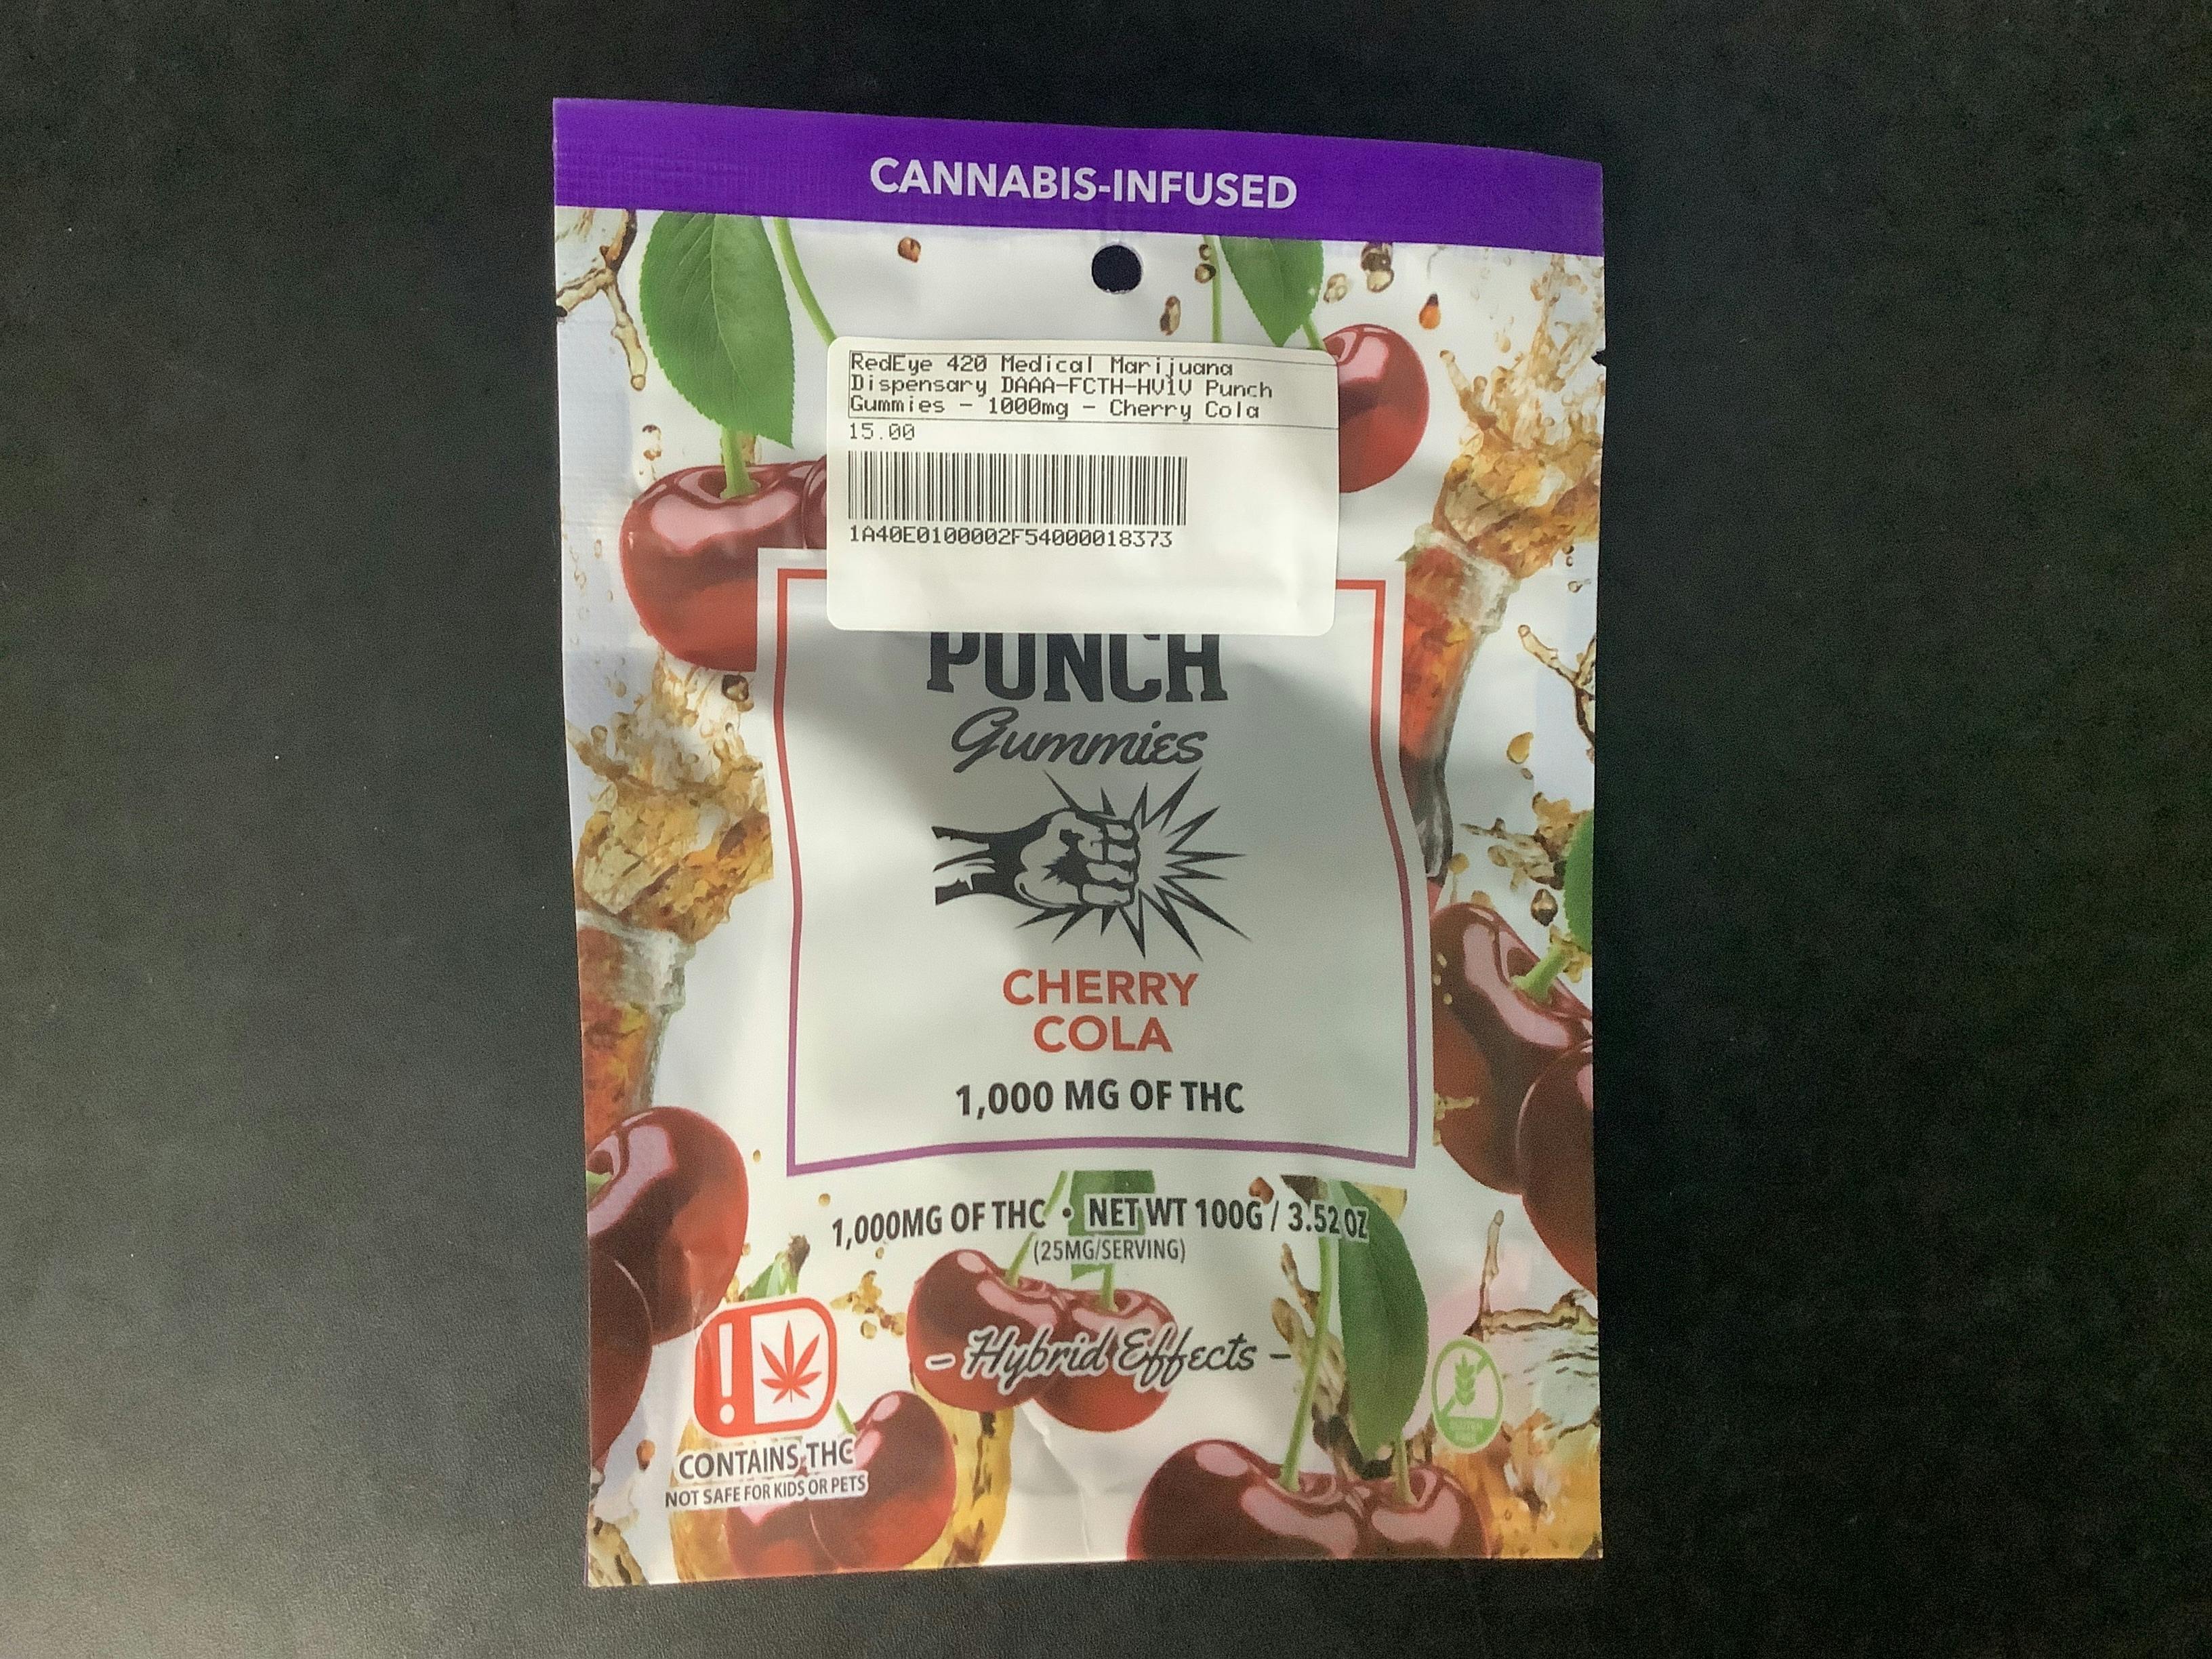 CANNABIS-INFUSED
RedEye 420 Medical Marijuana
Dispensary DAAA-FCTH-HV1V Punch
Gummies - 1000mg - Cherry Cola
15.00
1A40E0100002F54000018373
PUNCH
Gummies
CHERRY
COLA
1,000 MG OF THC
1,000MG OF THC • NET WT 100G / 3.52 OZ
(25MG/SERVING)
- Hybrid Effects -
CONTAINS THC
NOT SAFE FOR KIDS OR PETS